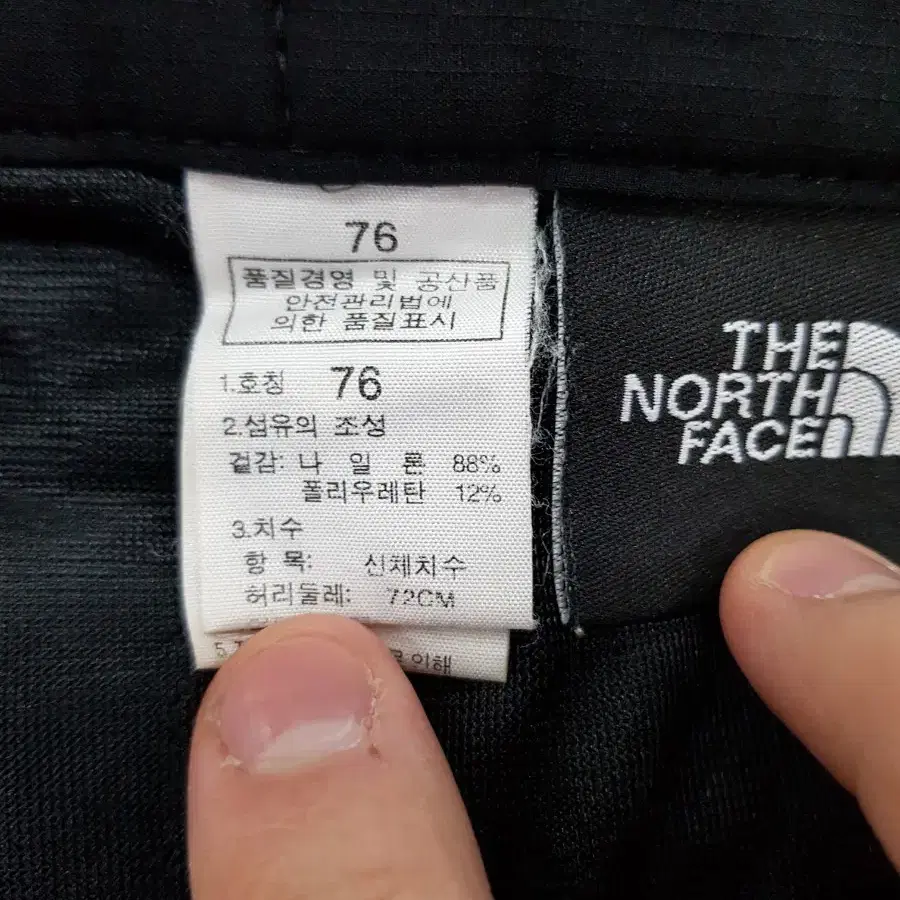 76
품질경영 및 공산품
안전관리법에
의한 품질표시
1.호칭 76
2.섬유의 조성
겉감: 나 일 론 88%
폴리우레탄 12%
3.치수
항 목: 신체치수
허리둘레: 72CM
5.
이해
THE
NORTH
FACE